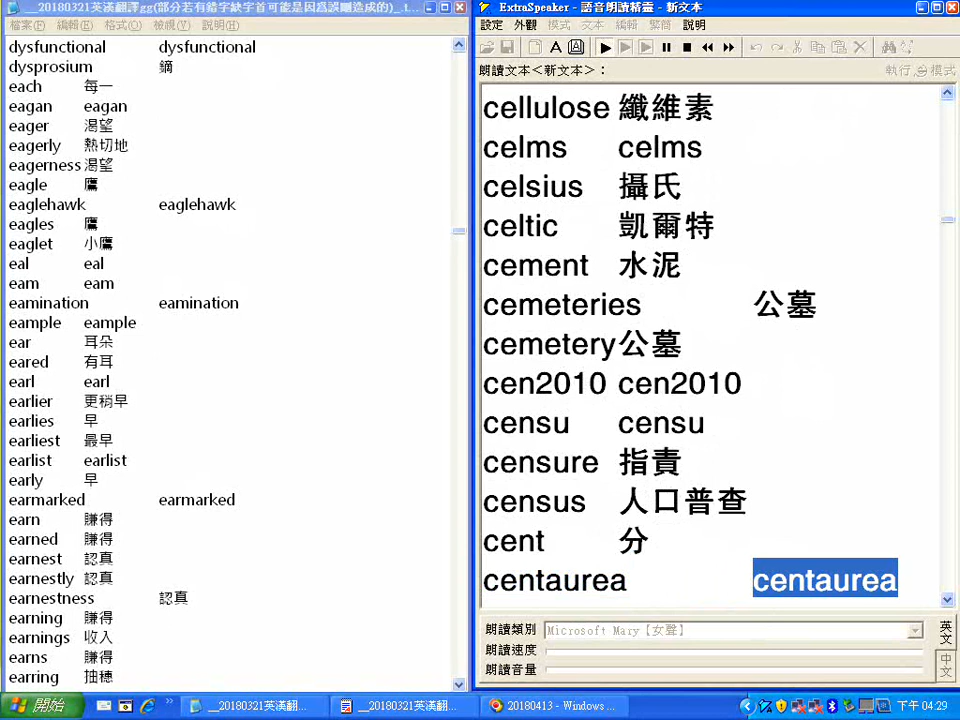 __20180321英漢翻譯gg(部分若有錯字缺字首可能是因為誤刪造成的)_.t...
檔案(F) 編輯(E) 格式(O) 檢視(V) 說明(H)
dysfunctional dysfunctional
dysprosium 鏑
each 每一
eagan eagan
eager 渴望
eagerly 熱切地
eagerness 渴望
eagle 鷹
eaglehawk eaglehawk
eagles 鷹
eaglet 小鷹
eal eal
eam eam
eamination eamination
eample eample
ear 耳朵
eared 有耳
earl earl
earlier 更稍早
earlies 早
earliest 最早
earlist earlist
early 早
earmarked earmarked
earn 賺得
earned 賺得
earnest 認真
earnestly 認真
earnestness 認真
earning 賺得
earnings 收入
earns 賺得
earring 抽穗
ExtraSpeaker - 語音朗讀精靈 - 新文本
設定 外觀 模式 文本 編輯 繁簡 說明
朗讀文本<新文本>：
執行, 模式
cellulose 纖維素
celms celms
celsius 攝氏
celtic 凱爾特
cement 水泥
cemeteries 公墓
cemetery 公墓
cen2010 cen2010
censu censu
censure 指責
census 人口普查
cent 分
centaurea centaurea
朗讀類別 Microsoft Mary【女聲】
朗讀速度
朗讀音量
英文
中文
開始
__20180321英漢翻...
__20180321英漢翻...
20180413 - Windows ...
下午 04:29